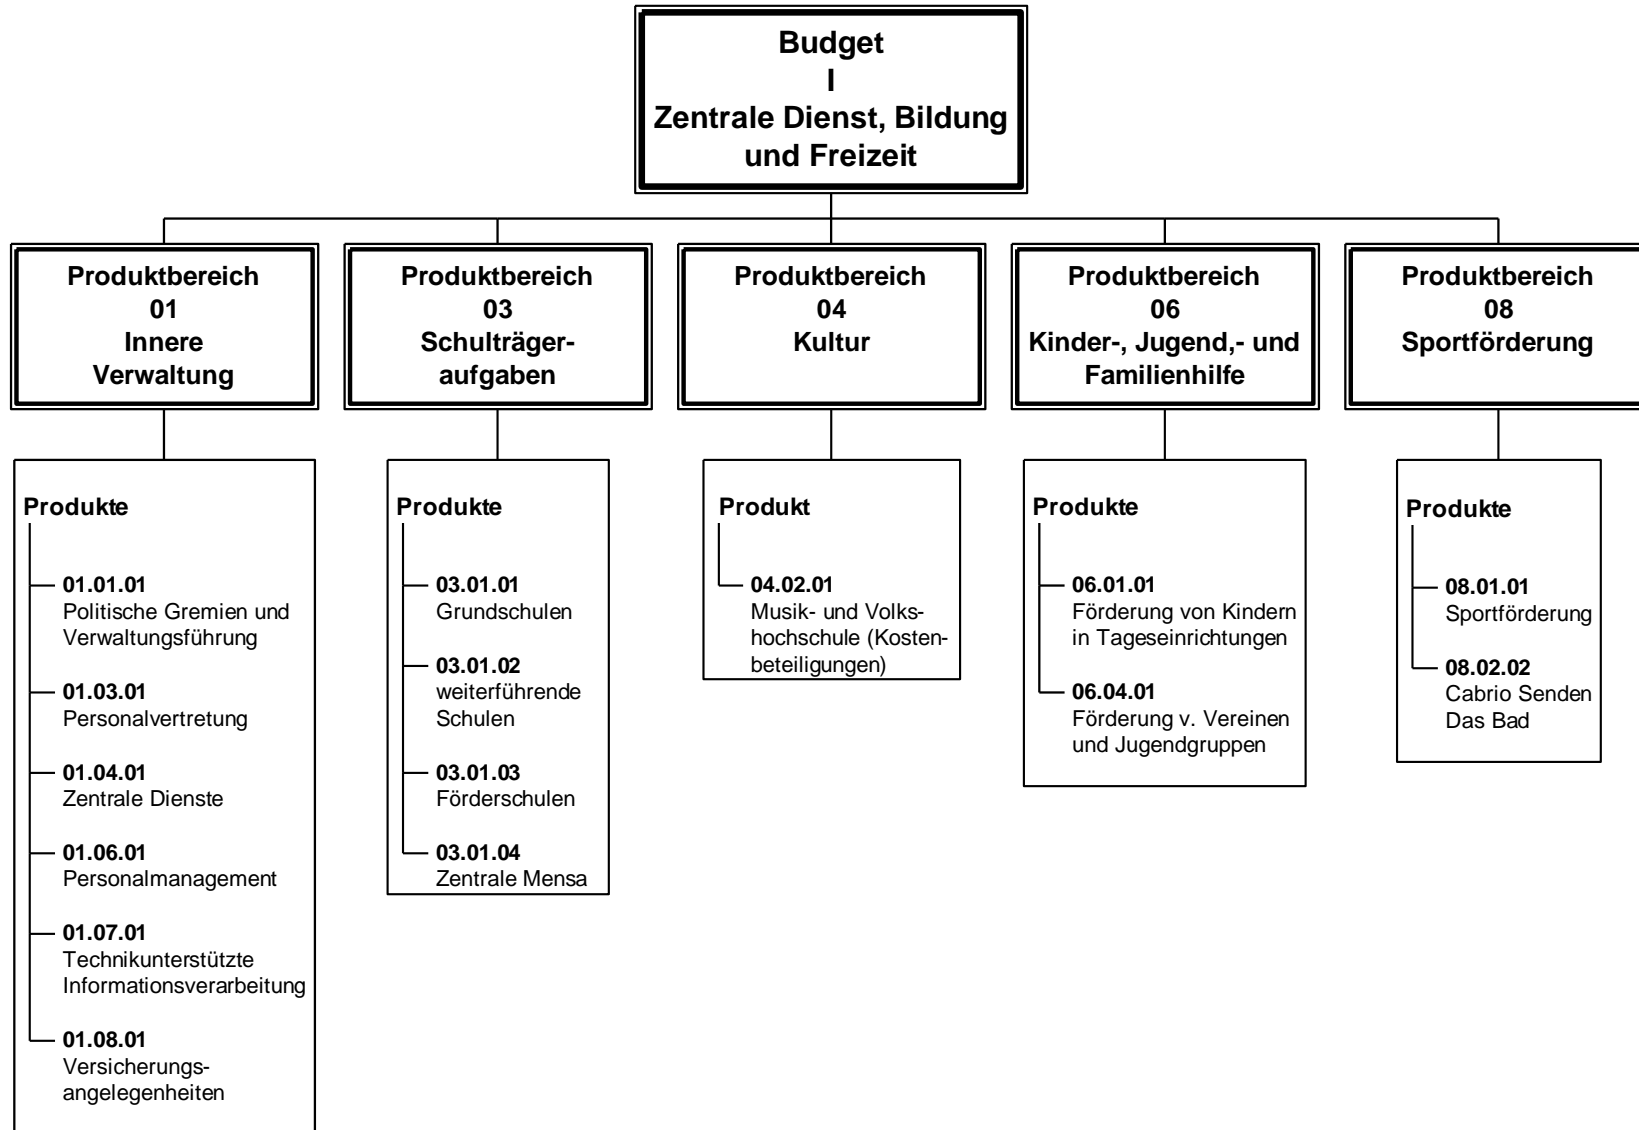 Budget
I
Zentrale Dienst, Bildung
und Freizeit
Produktbereich
01
Innere
Verwaltung
Produktbereich
03
Schulträger-
aufgaben
Produktbereich
04
Kultur
Produktbereich
06
Kinder-, Jugend,- und
Familienhilfe
Produktbereich
08
Sportförderung
Produkte
01.01.01
Politische Gremien und
Verwaltungsführung
01.03.01
Personalvertretung
01.04.01
Zentrale Dienste
01.06.01
Personalmanagement
01.07.01
Technikunterstützte
Informationsverarbeitung
01.08.01
Versicherungs-
angelegenheiten
Produkte
03.01.01
Grundschulen
03.01.02
weiterführende
Schulen
03.01.03
Förderschulen
03.01.04
Zentrale Mensa
Produkt
04.02.01
Musik- und Volks-
hochschule (Kosten-
beteiligungen)
Produkte
06.01.01
Förderung von Kindern
in Tageseinrichtungen
06.04.01
Förderung v. Vereinen
und Jugendgruppen
Produkte
08.01.01
Sportförderung
08.02.02
Cabrio Senden
Das Bad